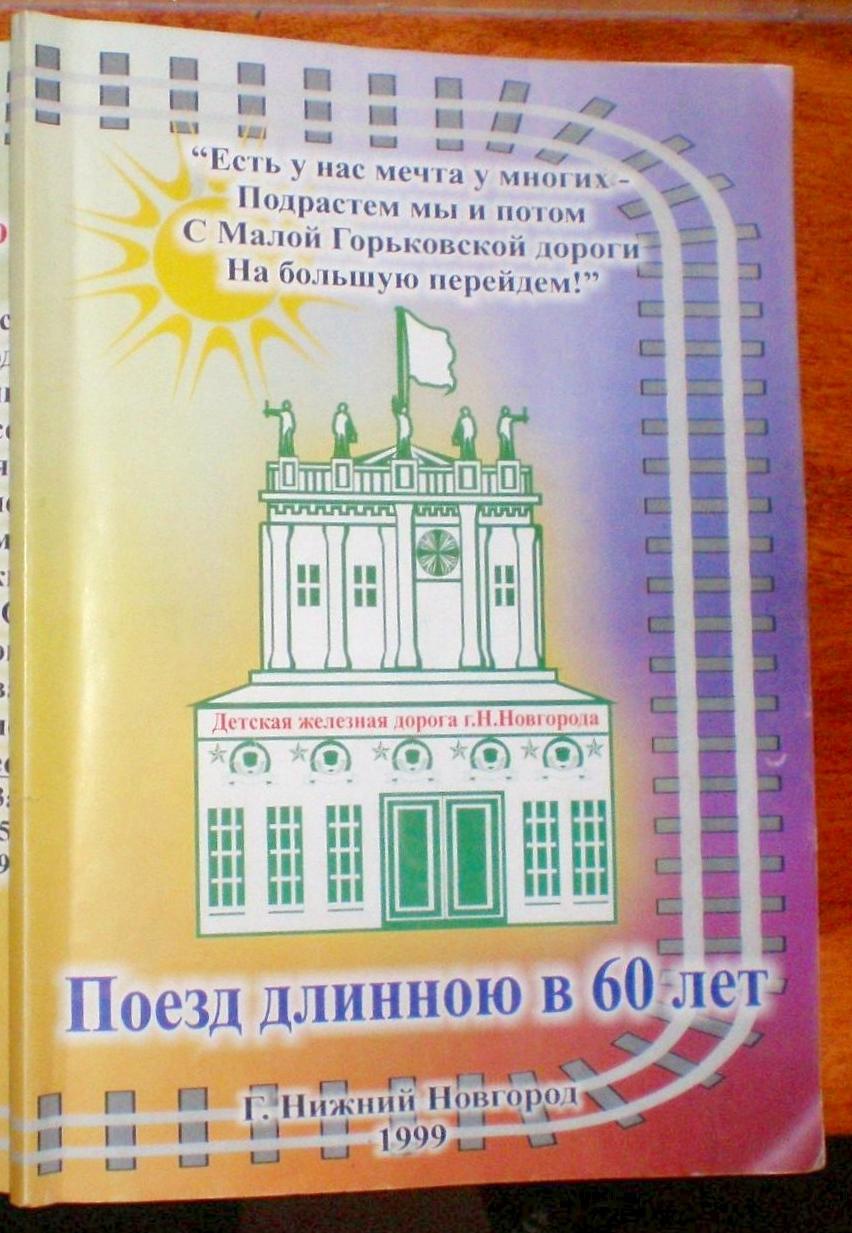 “Есть у нас мечта у многих -
Подрастем мы и потом
С Малой Горьковской дороги
На большую перейдем!”
Детская железная дорога г.Н.Новгорода
Поезд длинною в 60 лет
Г. Нижний Новгород
1999